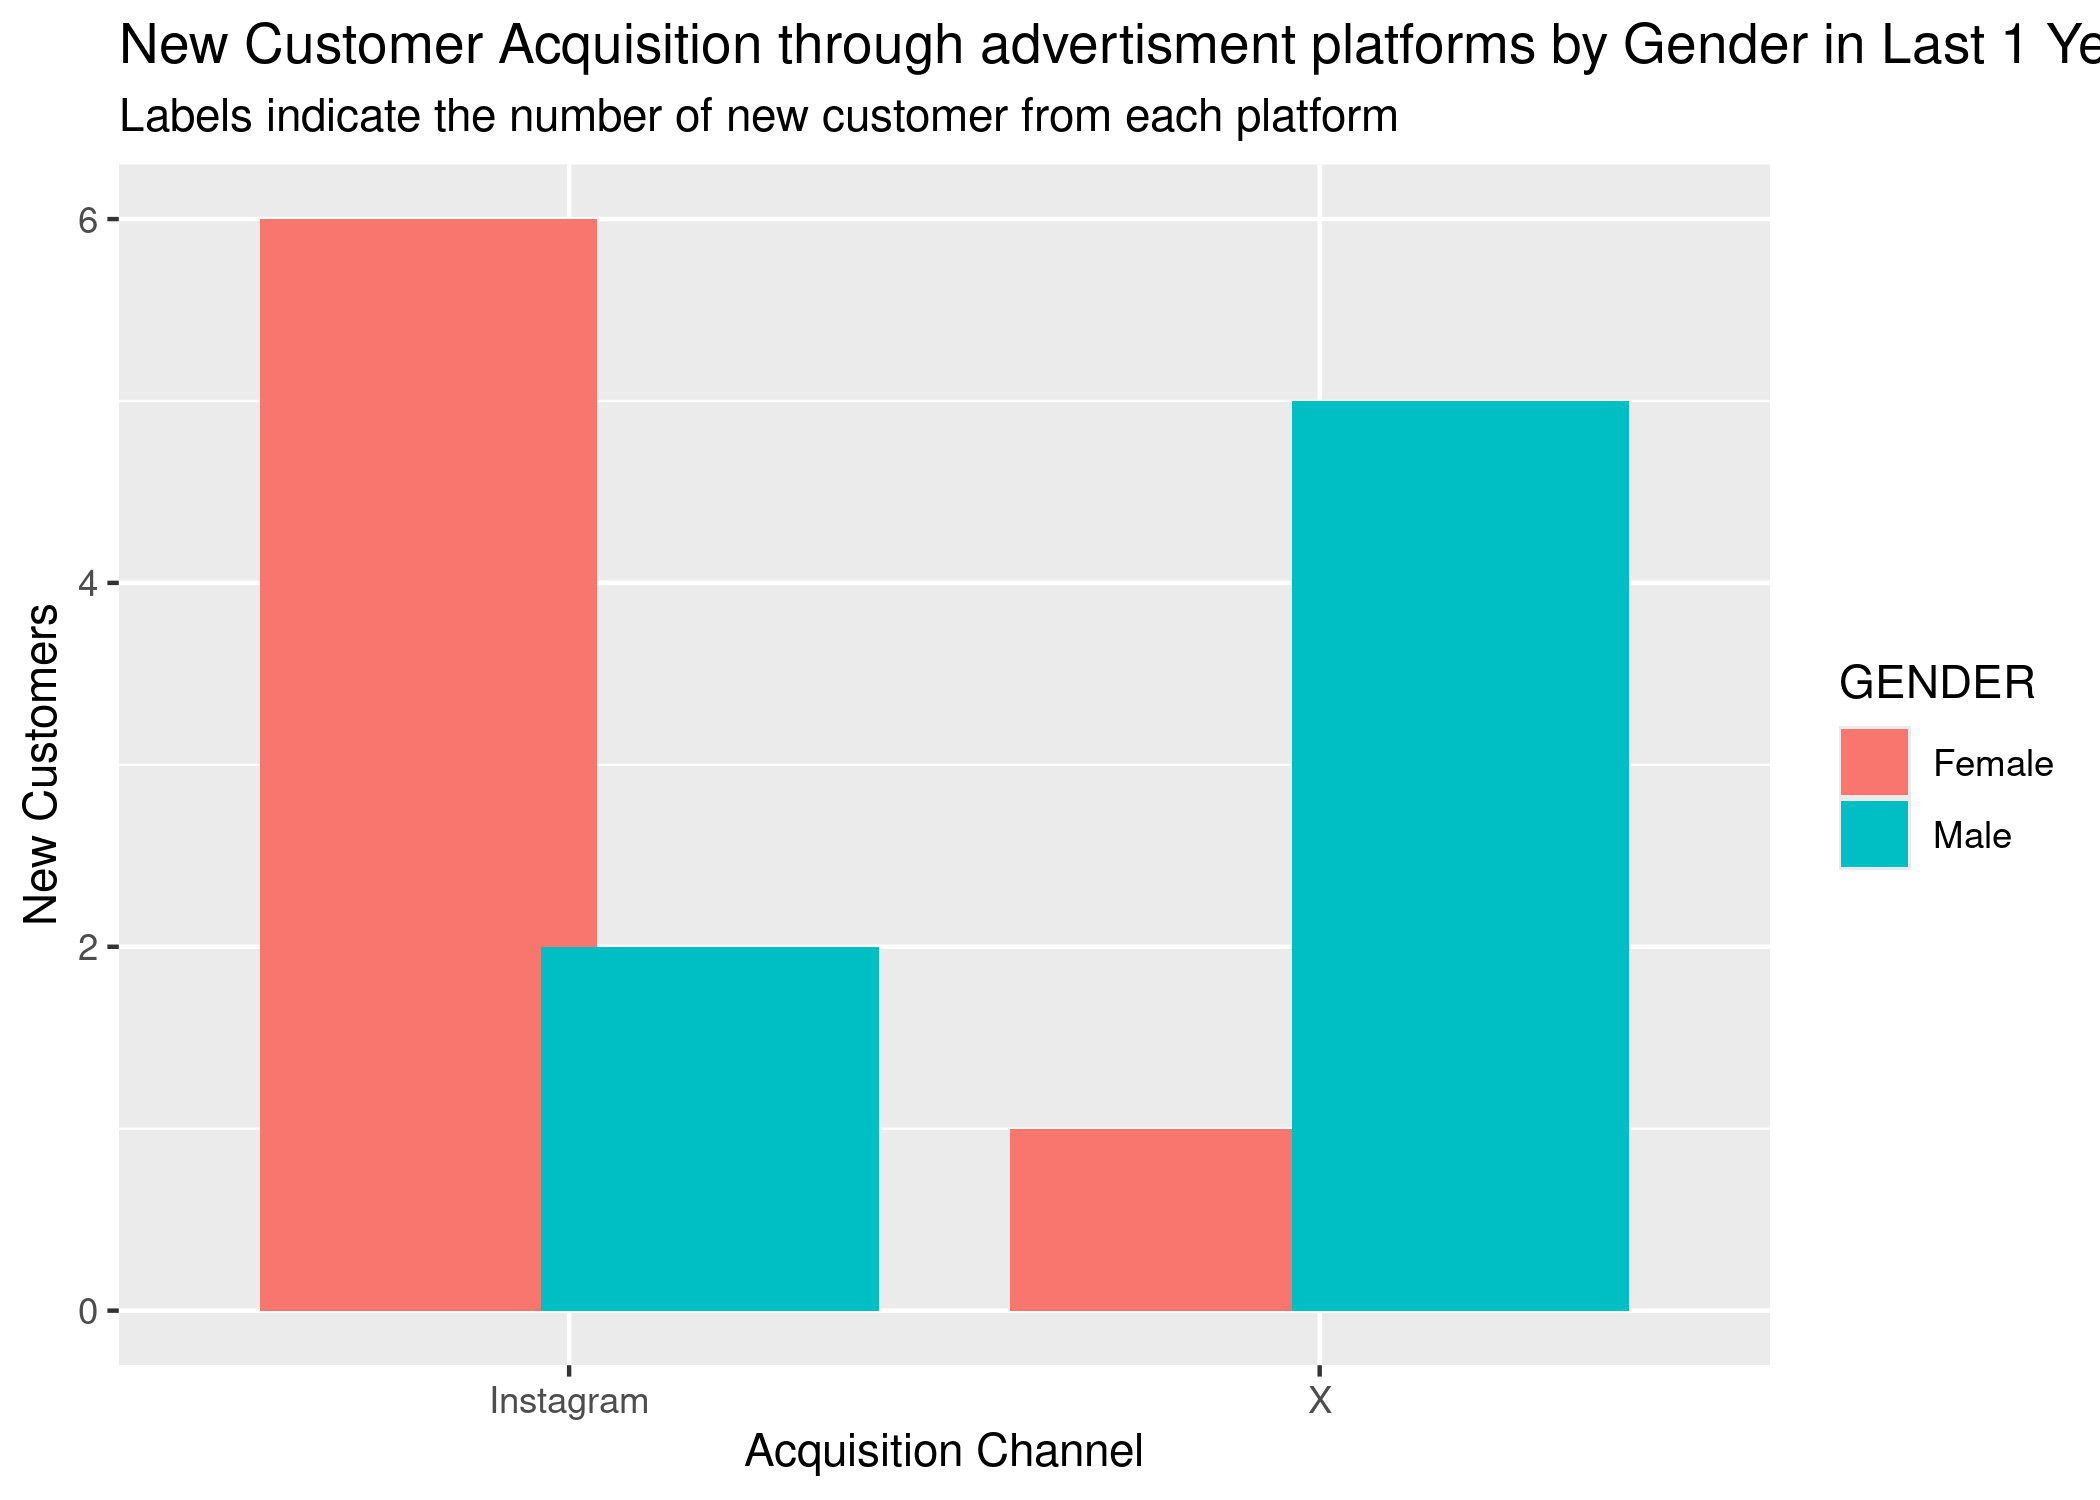 New Customer Acquisition through advertisment platforms by Gender in Last 1 Ye
Labels indicate the number of new customer from each platform
6
4
2
0
New Customers
Instagram
X
Acquisition Channel
GENDER
Female
Male